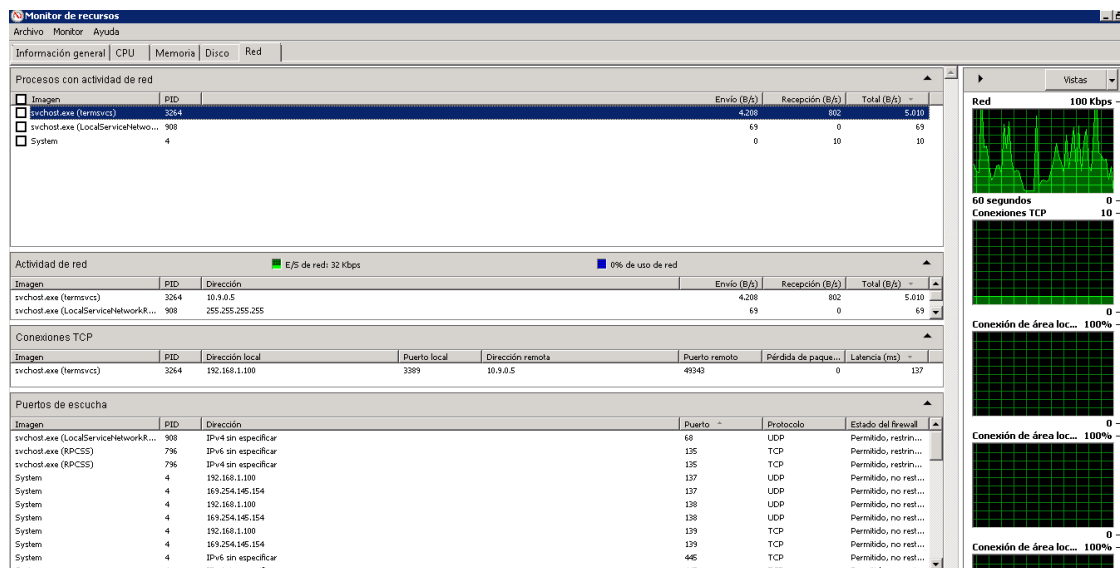 Monitor de recursos
Archivo Monitor Ayuda
Información general CPU Memoria Disco Red
Procesos con actividad de red
Imagen PID Envío (B/s) Recepción (B/s) Total (B/s)
svchost.exe (termsvcs) 3264 4.208 802 5.010
svchost.exe (LocalServiceNetwo... 908 69 0 69
System 4 0 10 10
Actividad de red E/S de red: 32 Kbps 0% de uso de red
Imagen PID Dirección Envío (B/s) Recepción (B/s) Total (B/s)
svchost.exe (termsvcs) 3264 10.9.0.5 4.208 802 5.010
svchost.exe (LocalServiceNetworkR... 908 255.255.255.255 69 0 69
Conexiones TCP
Imagen PID Dirección local Puerto local Dirección remota Puerto remoto Pérdida de paque... Latencia (ms)
svchost.exe (termsvcs) 3264 192.168.1.100 3389 10.9.0.5 49343 0 137
Puertos de escucha
Imagen PID Dirección Puerto Protocolo Estado del firewall
svchost.exe (LocalServiceNetworkR... 908 IPv4 sin especificar 68 UDP Permitido, restrin...
svchost.exe (RPCSS) 796 IPv6 sin especificar 135 TCP Permitido, restrin...
svchost.exe (RPCSS) 796 IPv4 sin especificar 135 TCP Permitido, restrin...
System 4 192.168.1.100 137 UDP Permitido, no rest...
System 4 169.254.145.154 137 UDP Permitido, no rest...
System 4 192.168.1.100 138 UDP Permitido, no rest...
System 4 169.254.145.154 138 UDP Permitido, no rest...
System 4 192.168.1.100 139 TCP Permitido, no rest...
System 4 169.254.145.154 139 TCP Permitido, no rest...
System 4 IPv6 sin especificar 445 TCP Permitido, no rest...
Vistas
Red 100 Kbps
60 segundos 0
Conexiones TCP 10
0
Conexión de área loc... 100%
0
Conexión de área loc... 100%
0
Conexión de área loc... 100%